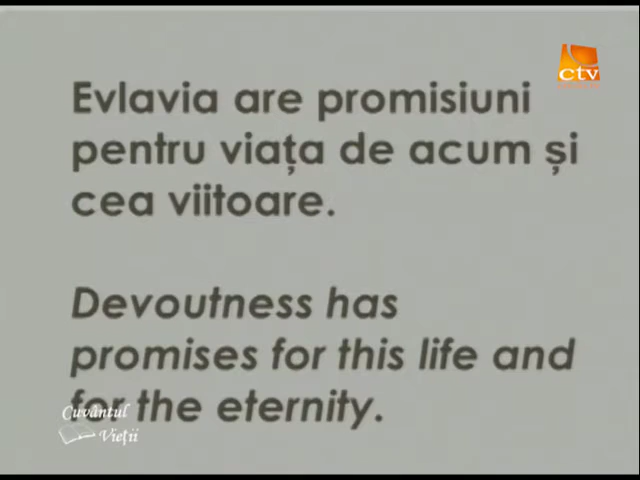 ctv
Evlavia are promisiuni
pentru viața de acum și
cea viitoare.
Devoutness has
promises for this life and
for the eternity.
Cuvântul
Vieții